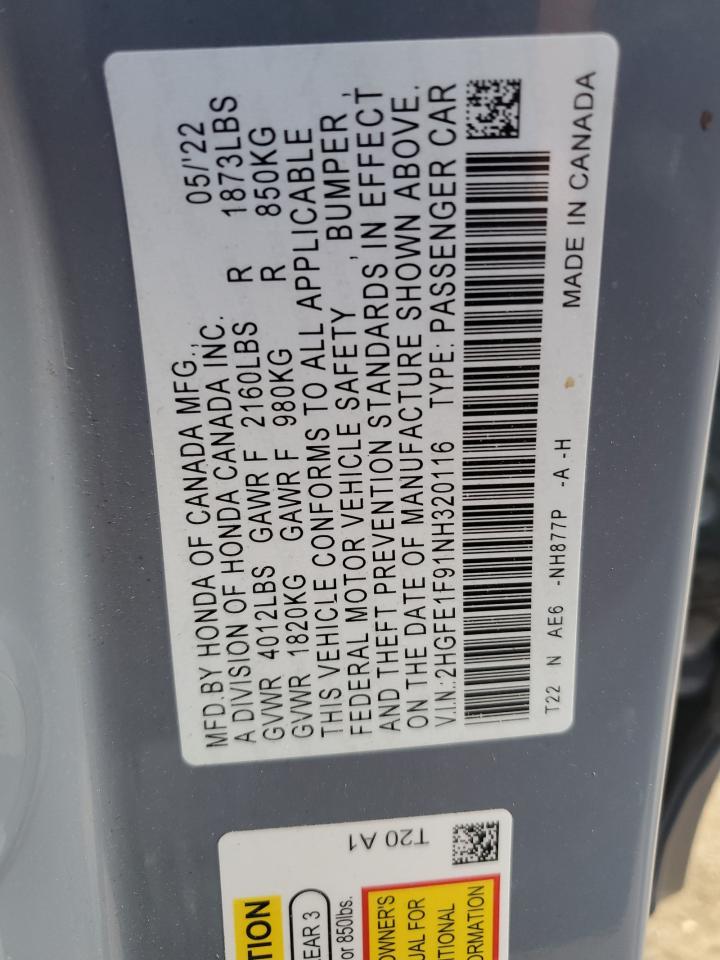 MFD.BY HONDA OF CANADA MFG., 05/'22
A DIVISION OF HONDA CANADA INC.
GVWR 4012LBS GAWR F 2160LBS R 1873LBS
GVWR 1820KG GAWR F 980KG R 850KG
THIS VEHICLE CONFORMS TO ALL APPLICABLE
FEDERAL MOTOR VEHICLE SAFETY , BUMPER ,
AND THEFT PREVENTION STANDARDS IN EFFECT
ON THE DATE OF MANUFACTURE SHOWN ABOVE.
V.I.N.:2HGFE1F91NH320116 TYPE: PASSENGER CAR
T22 N AE6 -NH877P -A -H MADE IN CANADA
T20 A1
TION
EAR 3
or 850lbs.
OWNER'S
UAL FOR
TIONAL
ORMATION